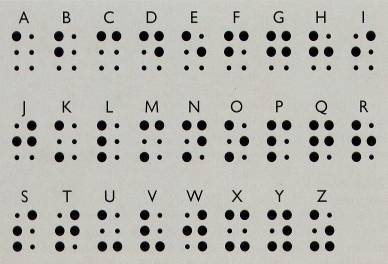 A B C D E F G H I
J K L M N O P Q R
S T U V W X Y Z